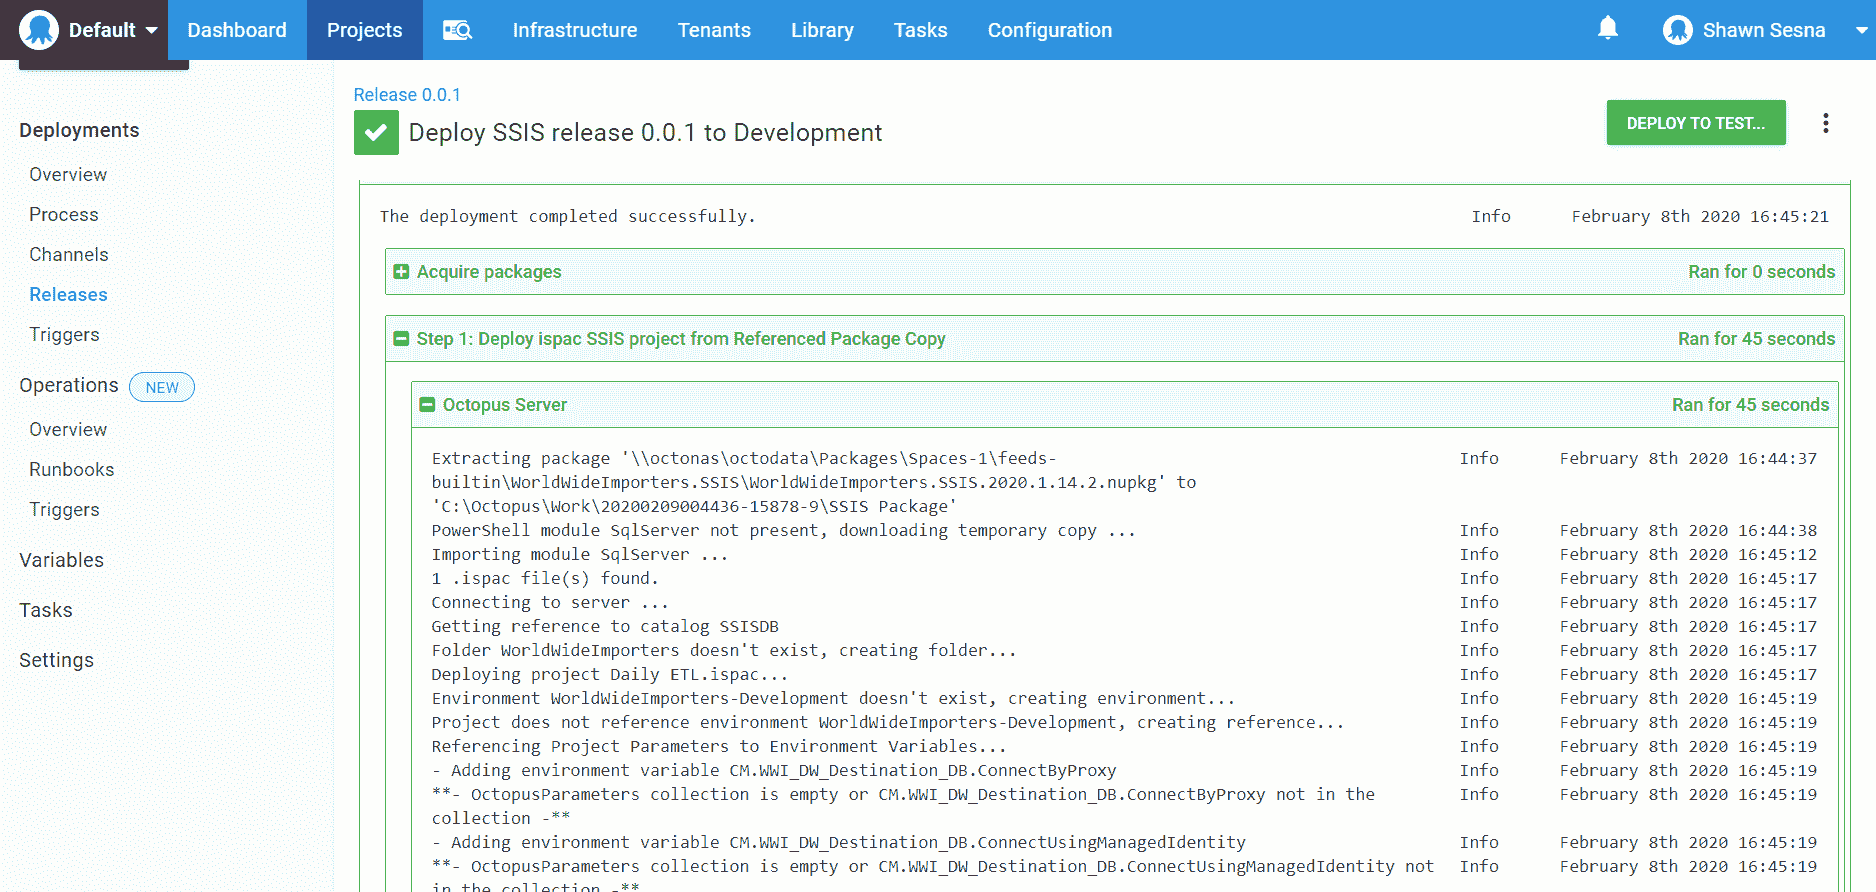 Default Dashboard Projects Infrastructure Tenants Library Tasks Configuration Shawn Sesna
Deployments
Overview
Process
Channels
Releases
Triggers
Operations NEW
Overview
Runbooks
Triggers
Variables
Tasks
Settings
Release 0.0.1
Deploy SSIS release 0.0.1 to Development
DEPLOY TO TEST...
The deployment completed successfully. Info February 8th 2020 16:45:21
Acquire packages Ran for 0 seconds
Step 1: Deploy ispac SSIS project from Referenced Package Copy Ran for 45 seconds
Octopus Server Ran for 45 seconds
Extracting package '\\octonas\octodata\Packages\Spaces-1\feeds- Info February 8th 2020 16:44:37
builtin\WorldWideImporters.SSIS\WorldWideImporters.SSIS.2020.1.14.2.nupkg' to
'C:\Octopus\Work\20200209004436-15878-9\SSIS Package'
PowerShell module SqlServer not present, downloading temporary copy ... Info February 8th 2020 16:44:38
Importing module SqlServer ... Info February 8th 2020 16:45:12
1 .ispac file(s) found. Info February 8th 2020 16:45:17
Connecting to server ... Info February 8th 2020 16:45:17
Getting reference to catalog SSISDB Info February 8th 2020 16:45:17
Folder WorldWideImporters doesn't exist, creating folder... Info February 8th 2020 16:45:17
Deploying project Daily ETL.ispac... Info February 8th 2020 16:45:17
Environment WorldWideImporters-Development doesn't exist, creating environment... Info February 8th 2020 16:45:19
Project does not reference environment WorldWideImporters-Development, creating reference... Info February 8th 2020 16:45:19
Referencing Project Parameters to Environment Variables... Info February 8th 2020 16:45:19
- Adding environment variable CM.WWI_DW_Destination_DB.ConnectByProxy Info February 8th 2020 16:45:19
**- OctopusParameters collection is empty or CM.WWI_DW_Destination_DB.ConnectByProxy not in the Info February 8th 2020 16:45:19
collection -**
- Adding environment variable CM.WWI_DW_Destination_DB.ConnectUsingManagedIdentity Info February 8th 2020 16:45:19
**- OctopusParameters collection is empty or CM.WWI_DW_Destination_DB.ConnectUsingManagedIdentity not Info February 8th 2020 16:45:19
in the collection -**